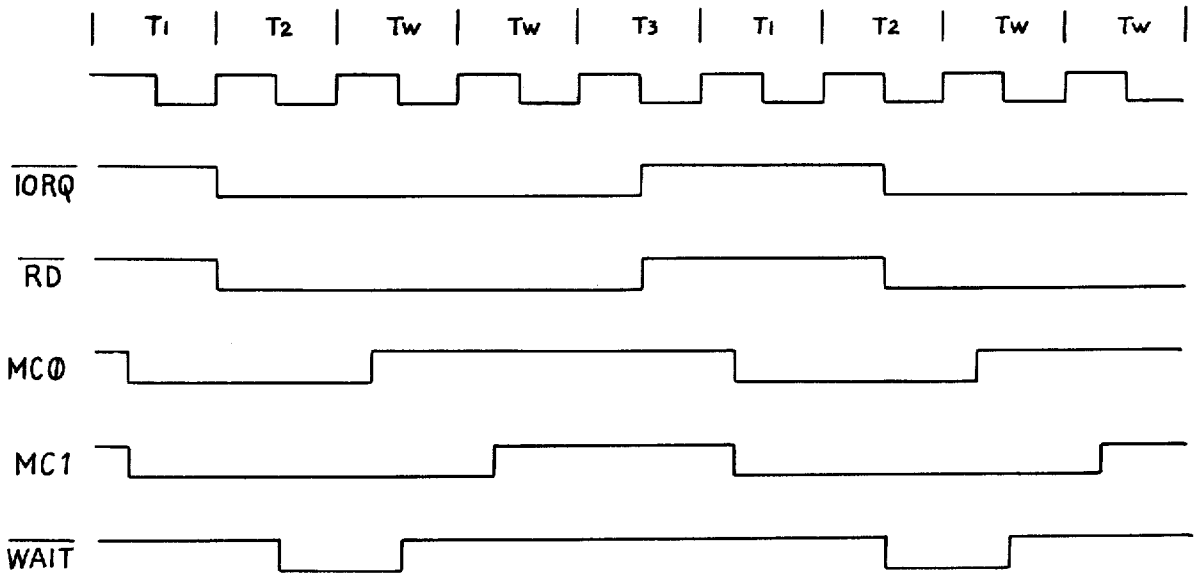 T1 T2 TW TW T3 T1 T2 TW TW
IORQ
RD
MC0
MC1
WAIT